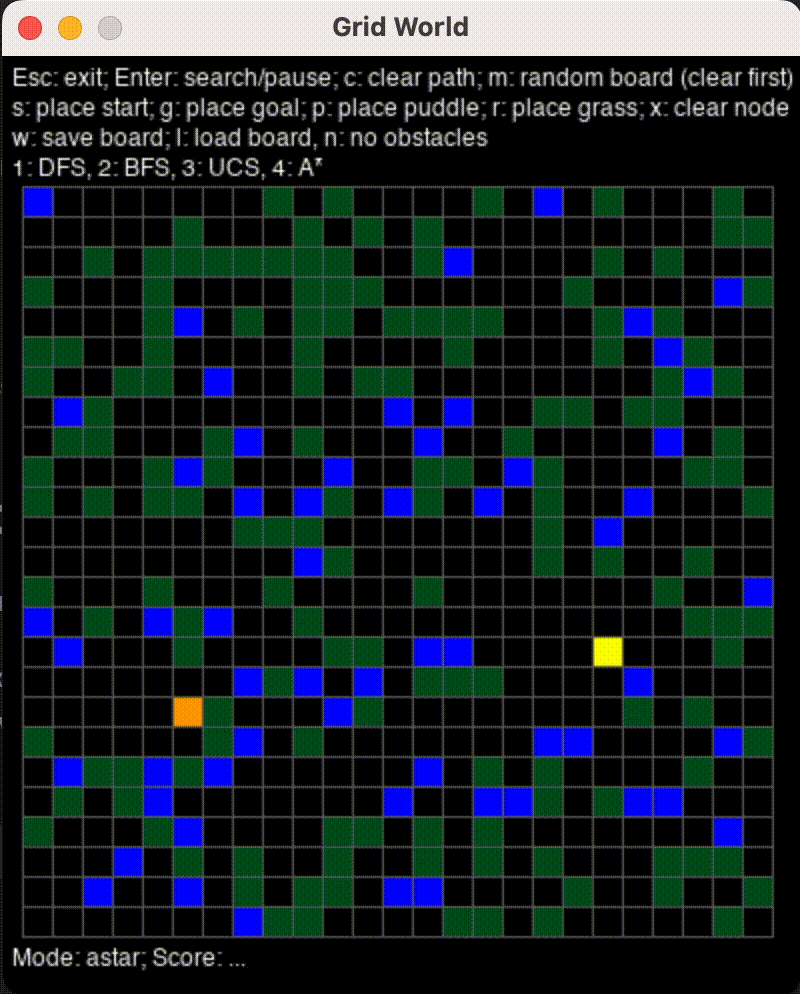 Grid World
Esc: exit; Enter: search/pause; c: clear path; m: random board (clear first)
s: place start; g: place goal; p: place puddle; r: place grass; x: clear node
w: save board; l: load board, n: no obstacles
1: DFS, 2: BFS, 3: UCS, 4: A*
Mode: astar; Score: ...